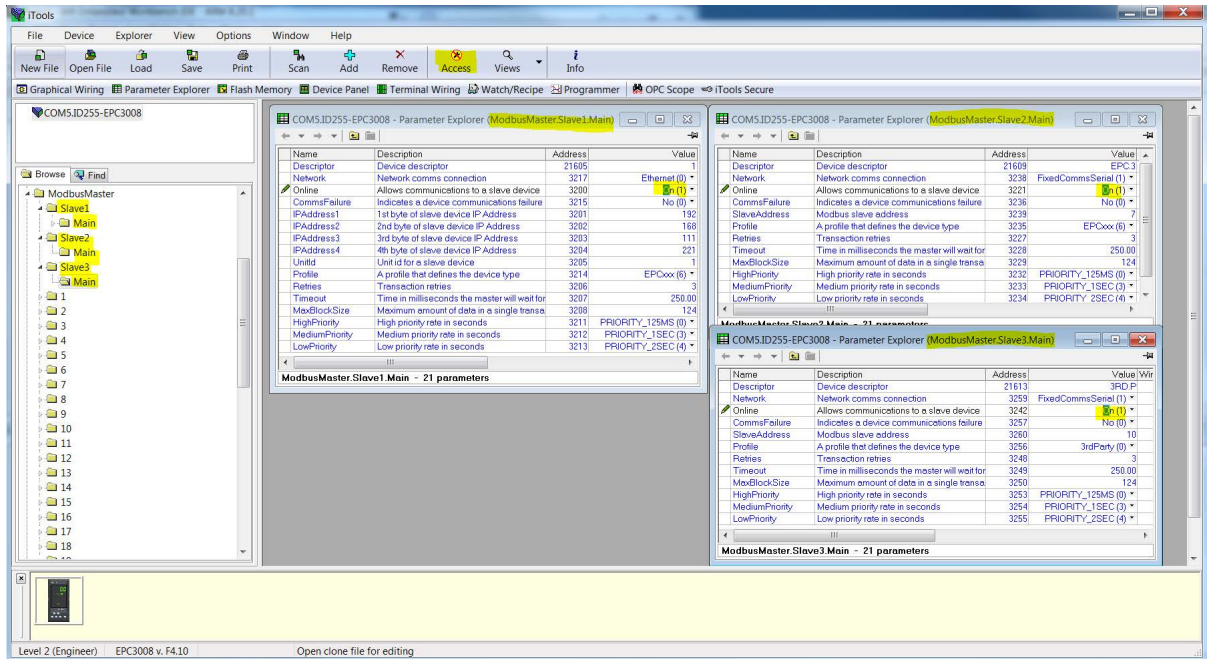 iTools
File Device Explorer View Options Window Help
New File Open File Load Save Print Scan Add Remove Access Views Info
Graphical Wiring Parameter Explorer Flash Memory Device Panel Terminal Wiring Watch/Recipe Programmer OPC Scope iTools Secure
COM5.ID255-EPC3008
Browse Find
ModbusMaster
Slave1
Main
Slave2
Main
Slave3
Main
1
2
3
4
5
6
7
8
9
10
11
12
13
14
15
16
17
18
COM5.ID255-EPC3008 - Parameter Explorer (ModbusMaster.Slave1.Main)
Name Description Address Value
Descriptor Device descriptor 21605 1
Network Network comms connection 3217 Ethernet (0)
Online Allows communications to a slave device 3200 On (1)
CommsFailure Indicates a device communications failure 3215 No (0)
IPAddress1 1st byte of slave device IP Address 3201 192
IPAddress2 2nd byte of slave device IP Address 3202 168
IPAddress3 3rd byte of slave device IP Address 3203 111
IPAddress4 4th byte of slave device IP Address 3204 221
UnitId Unit id for a slave device 3205 1
Profile A profile that defines the device type 3214 EPCxxx (6)
Retries Transaction retries 3206 3
Timeout Time in milliseconds the master will wait for 3207 250.00
MaxBlockSize Maximum amount of data in a single transa 3208 124
HighPriority High priority rate in seconds 3211 PRIORITY_125MS (0)
MediumPriority Medium priority rate in seconds 3212 PRIORITY_1SEC (3)
LowPriority Low priority rate in seconds 3213 PRIORITY_2SEC (4)
ModbusMaster.Slave1.Main - 21 parameters
COM5.ID255-EPC3008 - Parameter Explorer (ModbusMaster.Slave2.Main)
Name Description Address Value
Descriptor Device descriptor 21609 EPC.3
Network Network comms connection 3238 FixedCommsSerial (1)
Online Allows communications to a slave device 3221 On (1)
CommsFailure Indicates a device communications failure 3236 No (0)
SlaveAddress Modbus slave address 3239 7
Profile A profile that defines the device type 3235 EPCxxx (6)
Retries Transaction retries 3227 3
Timeout Time in milliseconds the master will wait for 3228 250.00
MaxBlockSize Maximum amount of data in a single transa 3229 124
HighPriority High priority rate in seconds 3232 PRIORITY_125MS (0)
MediumPriority Medium priority rate in seconds 3233 PRIORITY_1SEC (3)
LowPriority Low priority rate in seconds 3234 PRIORITY_2SEC (4)
ModbusMaster.Slave2.Main - 21 parameters
COM5.ID255-EPC3008 - Parameter Explorer (ModbusMaster.Slave3.Main)
Name Description Address Value Wir
Descriptor Device descriptor 21613 3RD.P
Network Network comms connection 3259 FixedCommsSerial (1)
Online Allows communications to a slave device 3242 On (1)
CommsFailure Indicates a device communications failure 3257 No (0)
SlaveAddress Modbus slave address 3260 10
Profile A profile that defines the device type 3256 3rdParty (0)
Retries Transaction retries 3248 3
Timeout Time in milliseconds the master will wait for 3249 250.00
MaxBlockSize Maximum amount of data in a single transa 3250 124
HighPriority High priority rate in seconds 3253 PRIORITY_125MS (0)
MediumPriority Medium priority rate in seconds 3254 PRIORITY_1SEC (3)
LowPriority Low priority rate in seconds 3255 PRIORITY_2SEC (4)
ModbusMaster.Slave3.Main - 21 parameters
Level 2 (Engineer) EPC3008 v. F4.10 Open clone file for editing